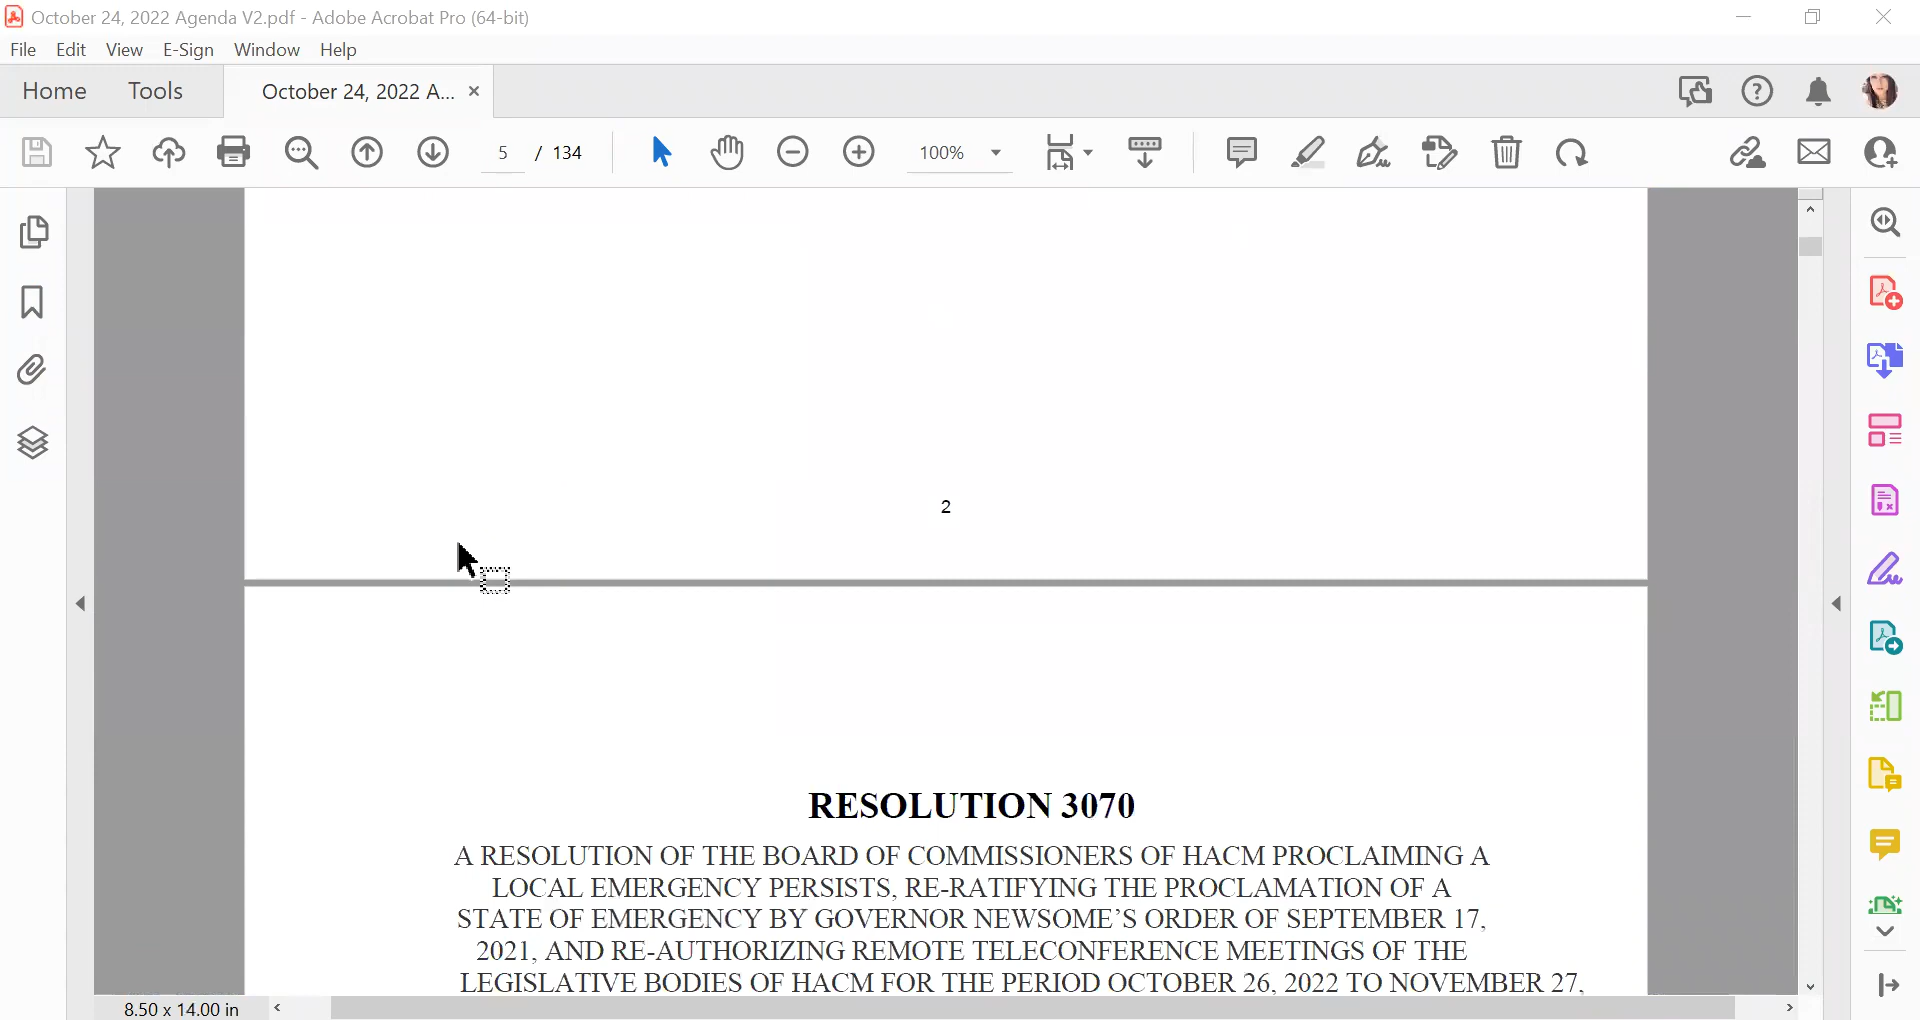 October 24, 2022 Agenda V2.pdf - Adobe Acrobat Pro (64-bit)
File Edit View E-Sign Window Help
Home Tools October 24, 2022 A... ×
5 / 134 100%
2
RESOLUTION 3070
A RESOLUTION OF THE BOARD OF COMMISSIONERS OF HACM PROCLAIMING A
LOCAL EMERGENCY PERSISTS, RE-RATIFYING THE PROCLAMATION OF A
STATE OF EMERGENCY BY GOVERNOR NEWSOME’S ORDER OF SEPTEMBER 17,
2021, AND RE-AUTHORIZING REMOTE TELECONFERENCE MEETINGS OF THE
LEGISLATIVE BODIES OF HACM FOR THE PERIOD OCTOBER 26, 2022 TO NOVEMBER 27,
8.50 x 14.00 in